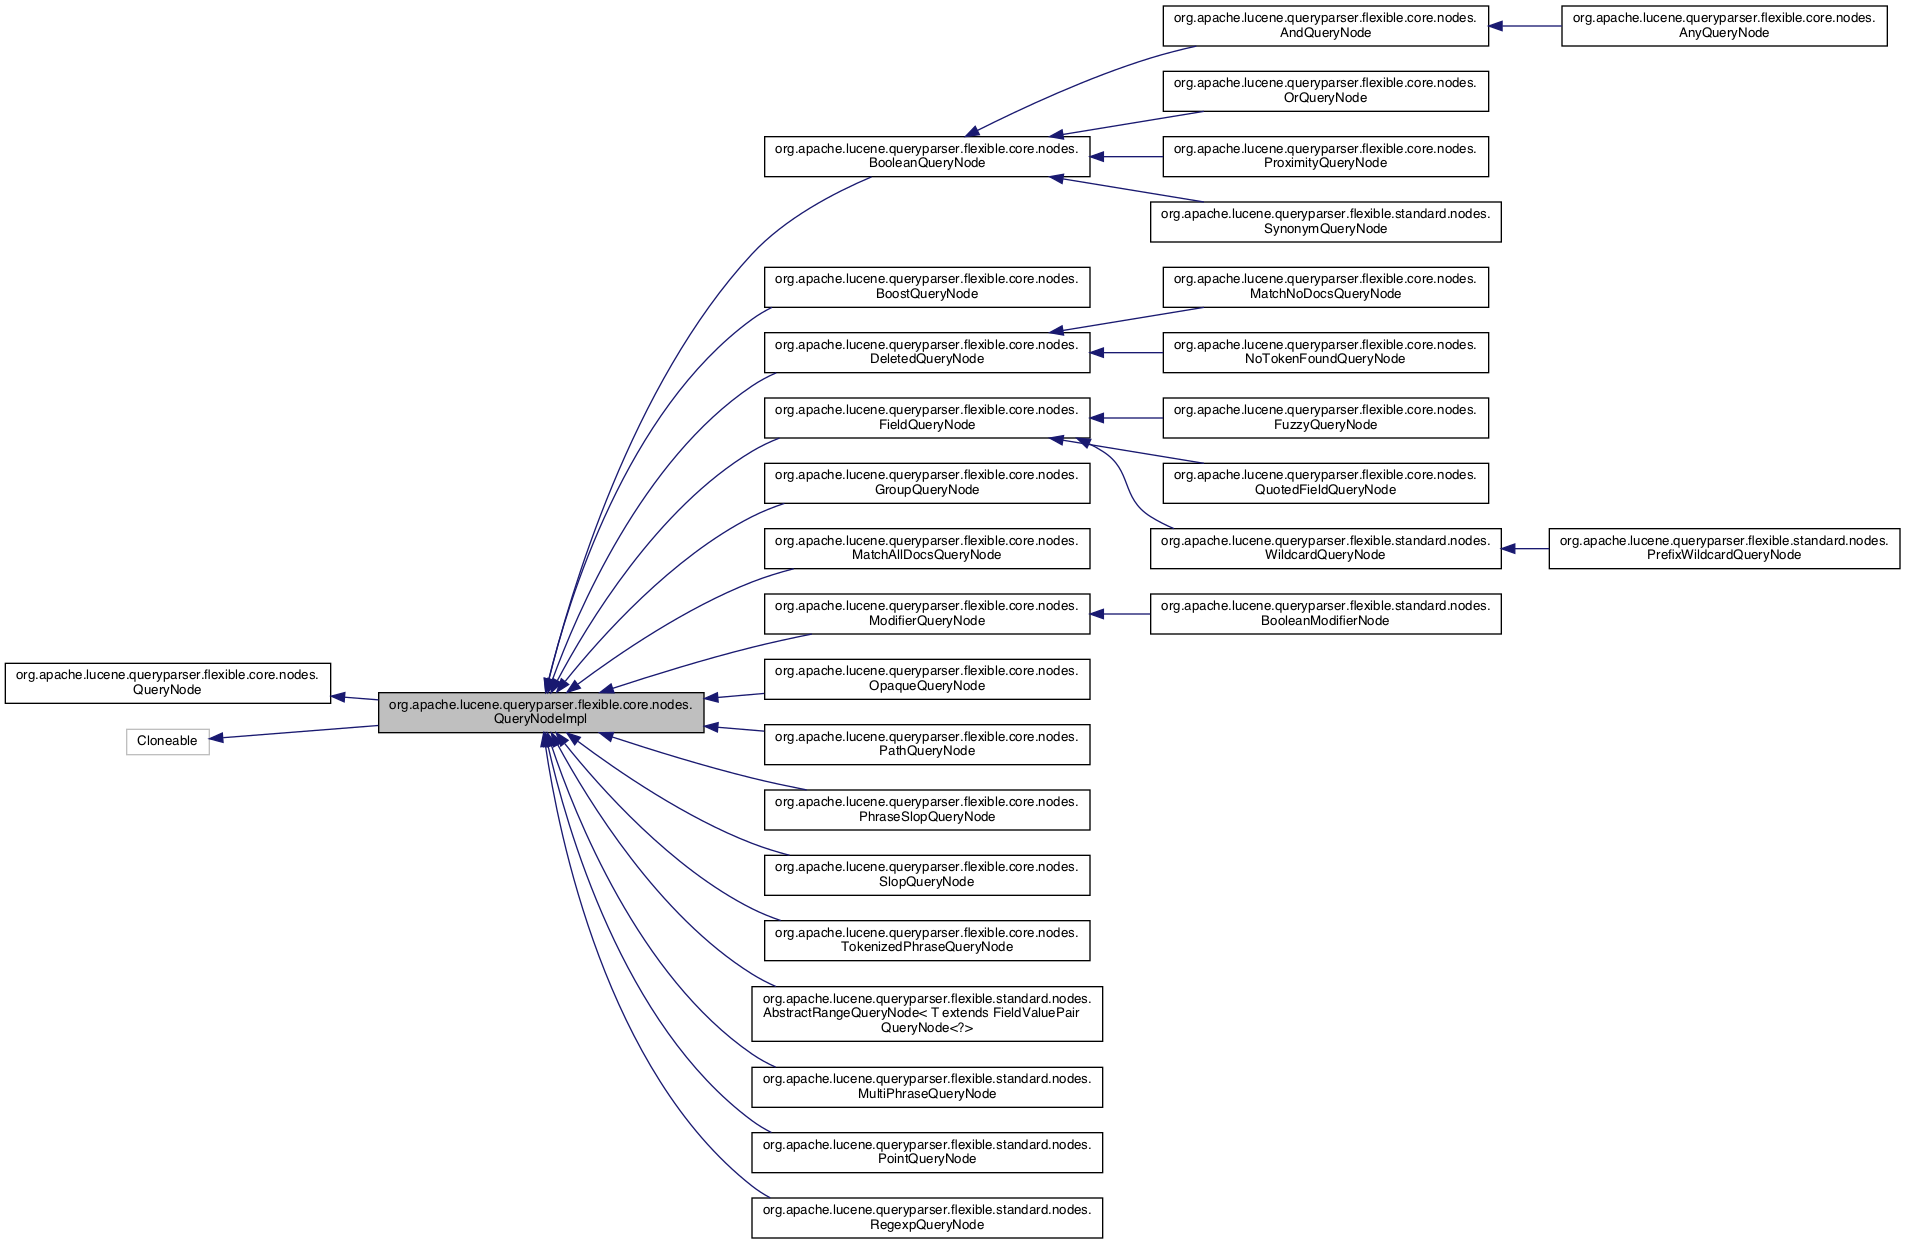 org.apache.lucene.queryparser.flexible.core.nodes.
QueryNode
Cloneable
org.apache.lucene.queryparser.flexible.core.nodes.
QueryNodeImpl
org.apache.lucene.queryparser.flexible.core.nodes.
BooleanQueryNode
org.apache.lucene.queryparser.flexible.core.nodes.
BoostQueryNode
org.apache.lucene.queryparser.flexible.core.nodes.
DeletedQueryNode
org.apache.lucene.queryparser.flexible.core.nodes.
FieldQueryNode
org.apache.lucene.queryparser.flexible.core.nodes.
GroupQueryNode
org.apache.lucene.queryparser.flexible.core.nodes.
MatchAllDocsQueryNode
org.apache.lucene.queryparser.flexible.core.nodes.
ModifierQueryNode
org.apache.lucene.queryparser.flexible.core.nodes.
OpaqueQueryNode
org.apache.lucene.queryparser.flexible.core.nodes.
PathQueryNode
org.apache.lucene.queryparser.flexible.core.nodes.
PhraseSlopQueryNode
org.apache.lucene.queryparser.flexible.core.nodes.
SlopQueryNode
org.apache.lucene.queryparser.flexible.core.nodes.
TokenizedPhraseQueryNode
org.apache.lucene.queryparser.flexible.standard.nodes.
AbstractRangeQueryNode< T extends FieldValuePair
QueryNode<?>
org.apache.lucene.queryparser.flexible.standard.nodes.
MultiPhraseQueryNode
org.apache.lucene.queryparser.flexible.standard.nodes.
PointQueryNode
org.apache.lucene.queryparser.flexible.standard.nodes.
RegexpQueryNode
org.apache.lucene.queryparser.flexible.core.nodes.
AndQueryNode
org.apache.lucene.queryparser.flexible.core.nodes.
OrQueryNode
org.apache.lucene.queryparser.flexible.core.nodes.
ProximityQueryNode
org.apache.lucene.queryparser.flexible.standard.nodes.
SynonymQueryNode
org.apache.lucene.queryparser.flexible.core.nodes.
MatchNoDocsQueryNode
org.apache.lucene.queryparser.flexible.core.nodes.
NoTokenFoundQueryNode
org.apache.lucene.queryparser.flexible.core.nodes.
FuzzyQueryNode
org.apache.lucene.queryparser.flexible.core.nodes.
QuotedFieldQueryNode
org.apache.lucene.queryparser.flexible.standard.nodes.
WildcardQueryNode
org.apache.lucene.queryparser.flexible.standard.nodes.
BooleanModifierNode
org.apache.lucene.queryparser.flexible.core.nodes.
AnyQueryNode
org.apache.lucene.queryparser.flexible.standard.nodes.
PrefixWildcardQueryNode